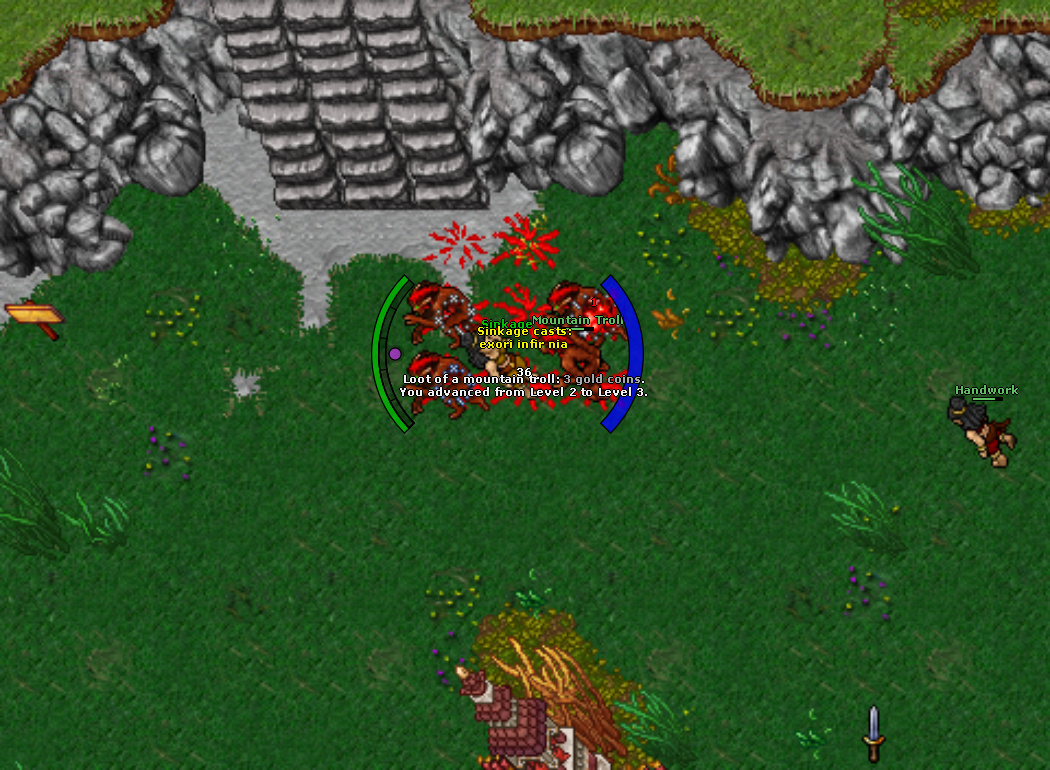 1
Mountain Troll
Sinkage
Sinkage casts:
exori infir nia
36
Loot of a mountain troll: 3 gold coins.
You advanced from Level 2 to Level 3.
Handwork